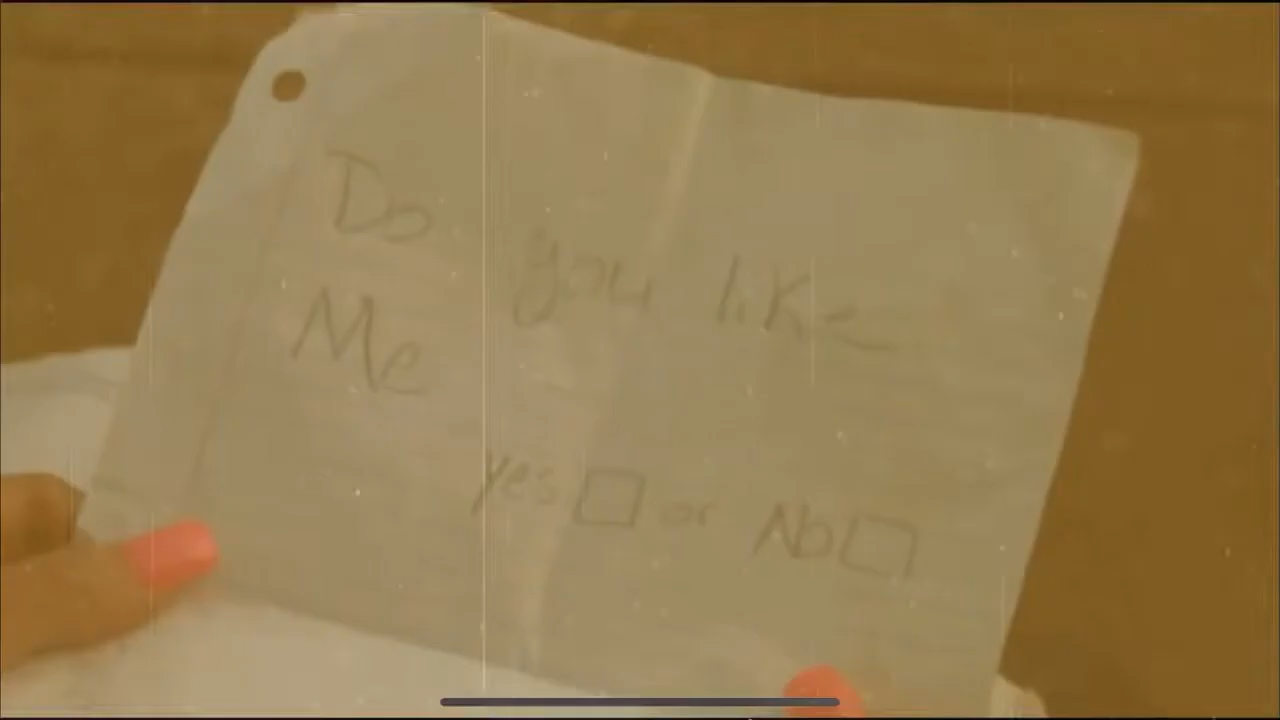 Do you like
Me
yes □ or No □